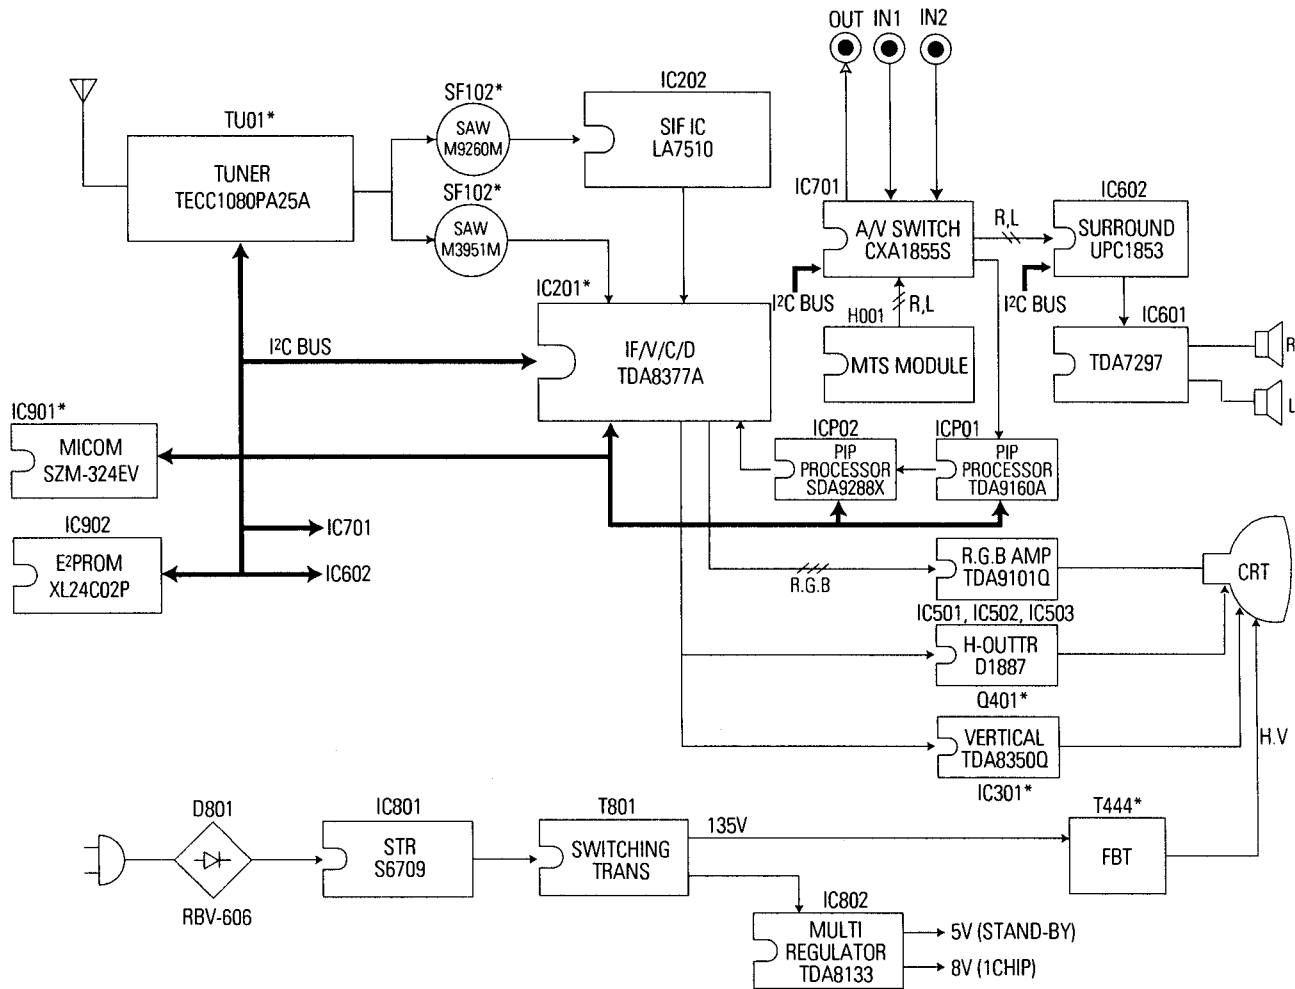 OUT IN1 IN2
TU01*
TUNER
TECC1080PA25A
SF102*
SAW
M9260M
SF102*
SAW
M3951M
IC202
SIF IC
LA7510
IC701
A/V SWITCH
CXA1855S
R,L
IC602
SURROUND
UPC1853
I²C BUS
I²C BUS
R,L
H001
MTS MODULE
IC601
TDA7297
R
L
IC201*
IF/V/C/D
TDA8377A
I²C BUS
IC901*
MICOM
SZM-324EV
ICP02
PIP
PROCESSOR
SDA9288X
ICP01
PIP
PROCESSOR
TDA9160A
IC902
E²PROM
XL24C02P
IC701
IC602
R.G.B
R.G.B AMP
TDA9101Q
IC501, IC502, IC503
CRT
H-OUTTR
D1887
Q401*
VERTICAL
TDA8350Q
IC301*
H.V
D801
RBV-606
IC801
STR
S6709
T801
SWITCHING
TRANS
135V
T444*
FBT
IC802
MULTI
REGULATOR
TDA8133
5V (STAND-BY)
8V (1CHIP)